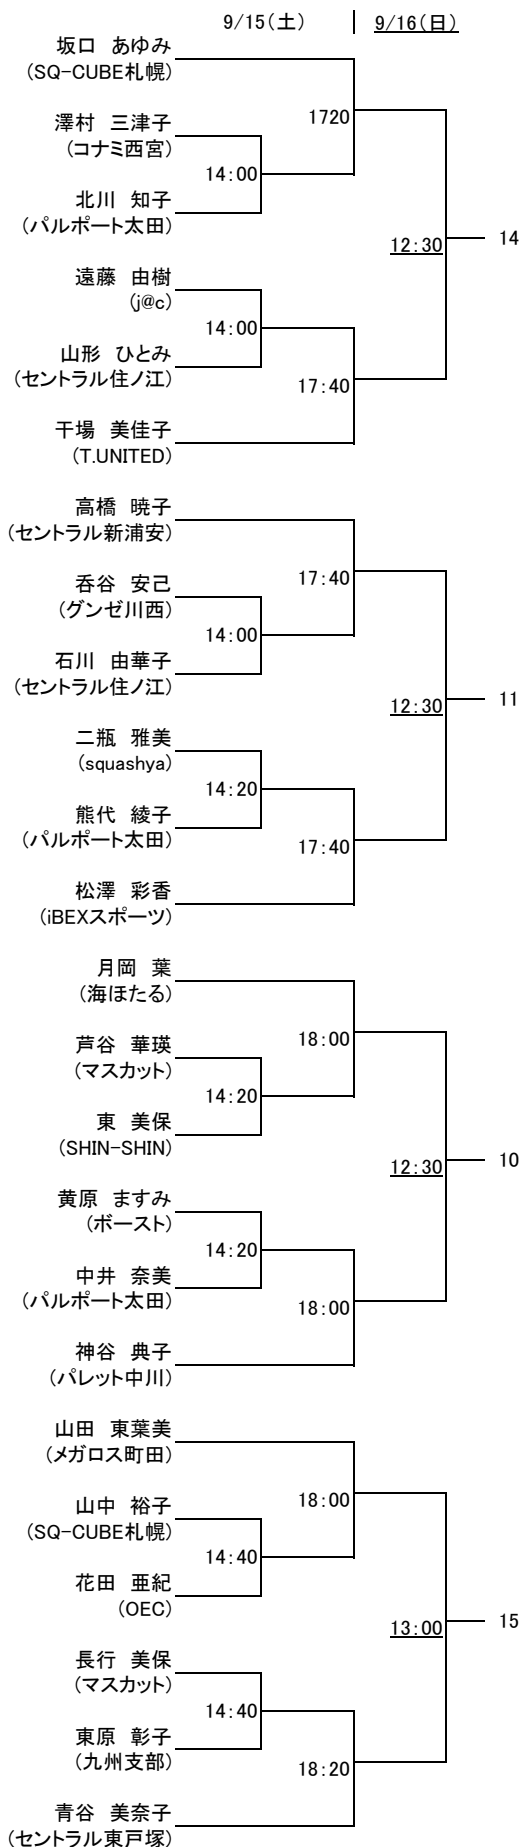 9/15(土) 9/16(日)
坂口 あゆみ
(SQ-CUBE札幌)
1720
澤村 三津子
(コナミ西宮)
14:00
北川 知子
(パルポート太田)
12:30 14
遠藤 由樹
(j@c)
14:00
山形 ひとみ
(セントラル住ノ江)
17:40
干場 美佳子
(T.UNITED)
高橋 暁子
(セントラル新浦安)
17:40
呑谷 安己
(グンゼ川西)
14:00
石川 由華子
(セントラル住ノ江)
12:30 11
二瓶 雅美
(squashya)
14:20
熊代 綾子
(パルポート太田)
17:40
松澤 彩香
(iBEXスポーツ)
月岡 葉
(海ほたる)
18:00
芦谷 華瑛
(マスカット)
14:20
東 美保
(SHIN-SHIN)
12:30 10
黄原 ますみ
(ボースト)
14:20
中井 奈美
(パルポート太田)
18:00
神谷 典子
(パレット中川)
山田 東葉美
(メガロス町田)
18:00
山中 裕子
(SQ-CUBE札幌)
14:40
花田 亜紀
(OEC)
13:00 15
長行 美保
(マスカット)
14:40
東原 彰子
(九州支部)
18:20
青谷 美奈子
(セントラル東戸塚)